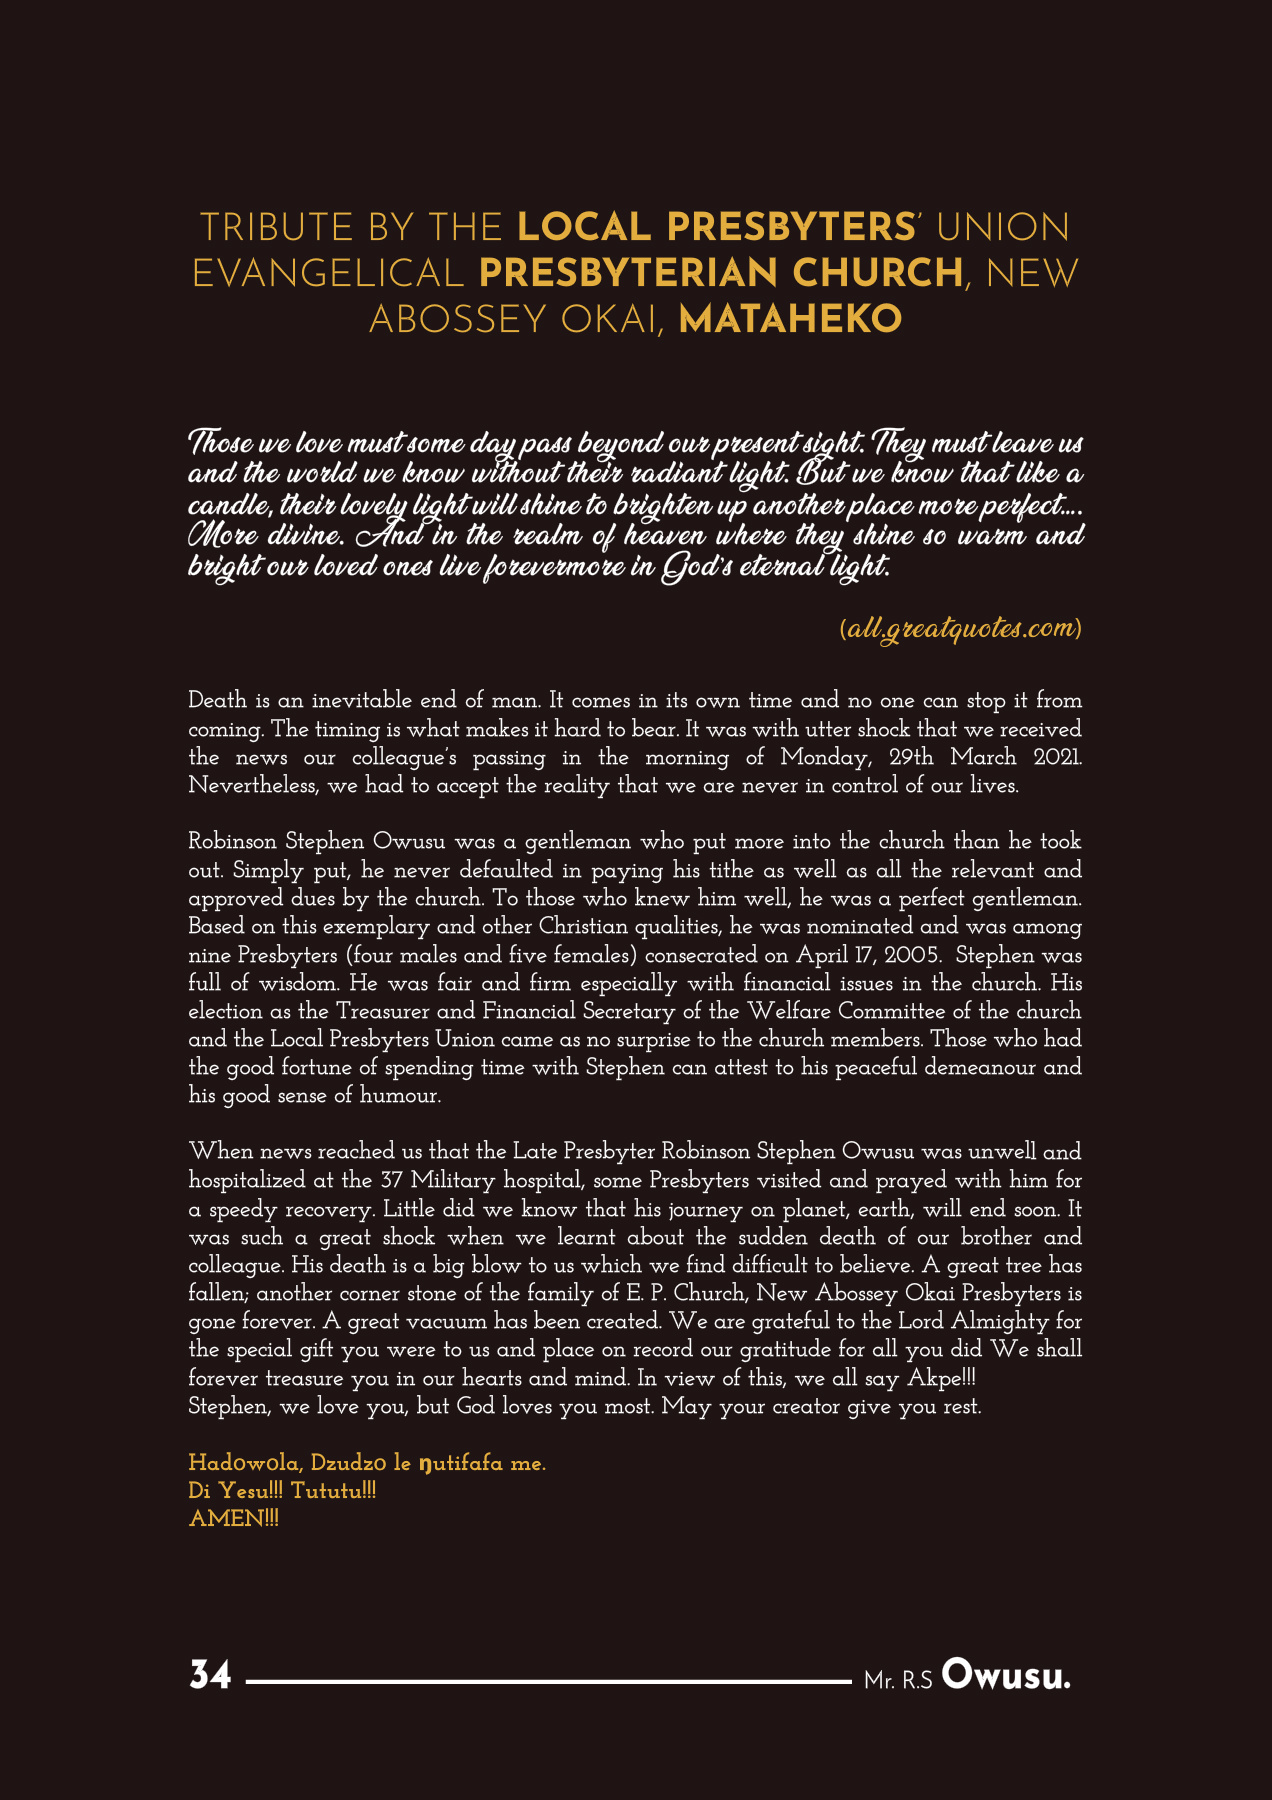 TRIBUTE BY THE LOCAL PRESBYTERS’ UNION
EVANGELICAL PRESBYTERIAN CHURCH, NEW
ABOSSEY OKAI, MATAHEKO
Those we love must some day pass beyond our present sight. They must leave us
and the world we know without their radiant light. But we know that like a
candle, their lovely light will shine to brighten up another place more perfect....
More divine. And in the realm of heaven where they shine so warm and
bright our loved ones live forevermore in God's eternal light.
(all.greatquotes.com)
Death is an inevitable end of man. It comes in its own time and no one can stop it from
coming. The timing is what makes it hard to bear. It was with utter shock that we received
the news our colleague’s passing in the morning of Monday, 29th March 2021.
Nevertheless, we had to accept the reality that we are never in control of our lives.
Robinson Stephen Owusu was a gentleman who put more into the church than he took
out. Simply put, he never defaulted in paying his tithe as well as all the relevant and
approved dues by the church. To those who knew him well, he was a perfect gentleman.
Based on this exemplary and other Christian qualities, he was nominated and was among
nine Presbyters (four males and five females) consecrated on April 17, 2005.  Stephen was
full of wisdom. He was fair and firm especially with financial issues in the church. His
election as the Treasurer and Financial Secretary of the Welfare Committee of the church
and the Local Presbyters Union came as no surprise to the church members. Those who had
the good fortune of spending time with Stephen can attest to his peaceful demeanour and
his good sense of humour.
When news reached us that the Late Presbyter Robinson Stephen Owusu was unwell and
hospitalized at the 37 Military hospital, some Presbyters visited and prayed with him for
a speedy recovery. Little did we know that his journey on planet, earth, will end soon. It
was such a great shock when we learnt about the sudden death of our brother and
colleague. His death is a big blow to us which we find difficult to believe. A great tree has
fallen; another corner stone of the family of E. P. Church, New Abossey Okai Presbyters is
gone forever. A great vacuum has been created. We are grateful to the Lord Almighty for
the special gift you were to us and place on record our gratitude for all you did We shall
forever treasure you in our hearts and mind. In view of this, we all say Akpe!!!
Stephen, we love you, but God loves you most. May your creator give you rest.
Hadowola, Dzudzo le ŋutifafa me.
Di Yesu!!! Tututu!!!
AMEN!!!
34 Mr. R.S Owusu.